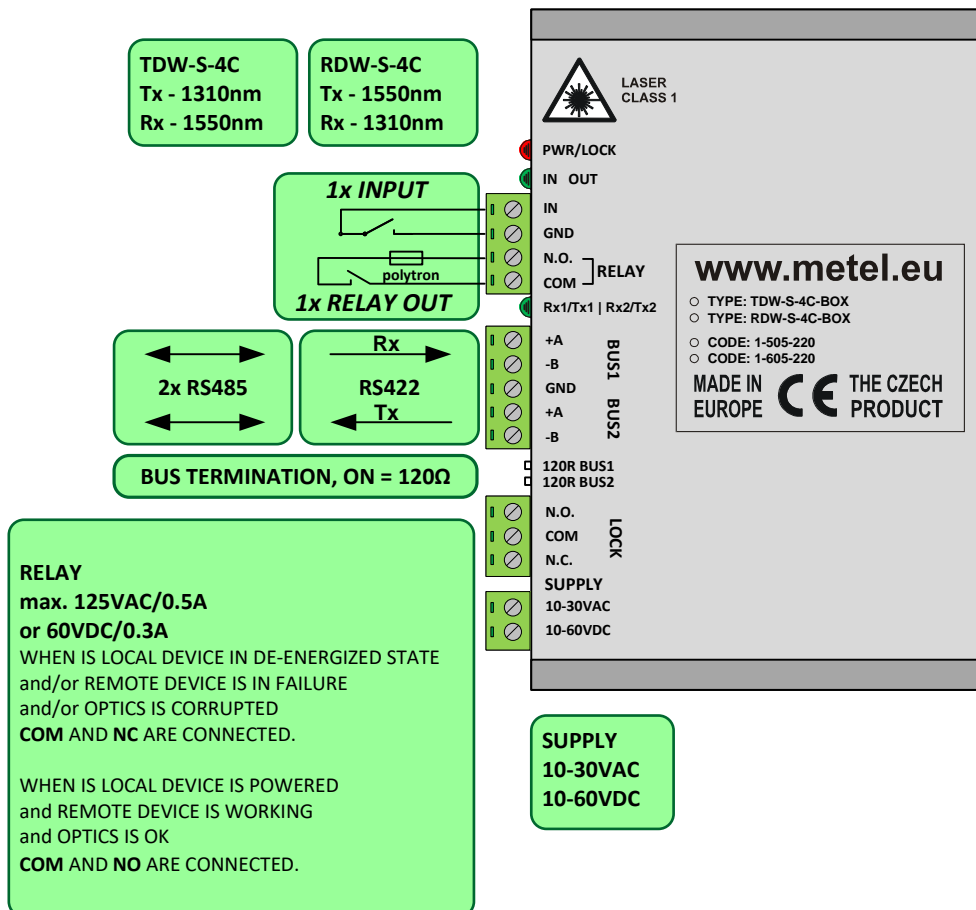 TDW-S-4C
Tx - 1310nm
Rx - 1550nm
RDW-S-4C
Tx - 1550nm
Rx - 1310nm
LASER
CLASS 1
PWR/LOCK
IN OUT
1x INPUT
polytron
1x RELAY OUT
IN
GND
N.O.
COM
RELAY
Rx1/Tx1 | Rx2/Tx2
www.metel.eu
TYPE: TDW-S-4C-BOX
TYPE: RDW-S-4C-BOX
CODE: 1-505-220
CODE: 1-605-220
MADE IN
EUROPE
CE
THE CZECH
PRODUCT
2x RS485
Rx
RS422
Tx
+A
-B
GND
+A
-B
BUS1
BUS2
BUS TERMINATION, ON = 120Ω
120R BUS1
120R BUS2
N.O.
COM
N.C.
LOCK
SUPPLY
10-30VAC
10-60VDC
RELAY
max. 125VAC/0.5A
or 60VDC/0.3A
WHEN IS LOCAL DEVICE IN DE-ENERGIZED STATE
and/or REMOTE DEVICE IS IN FAILURE
and/or OPTICS IS CORRUPTED
COM AND NC ARE CONNECTED.
WHEN IS LOCAL DEVICE IS POWERED
and REMOTE DEVICE IS WORKING
and OPTICS IS OK
COM AND NO ARE CONNECTED.
SUPPLY
10-30VAC
10-60VDC